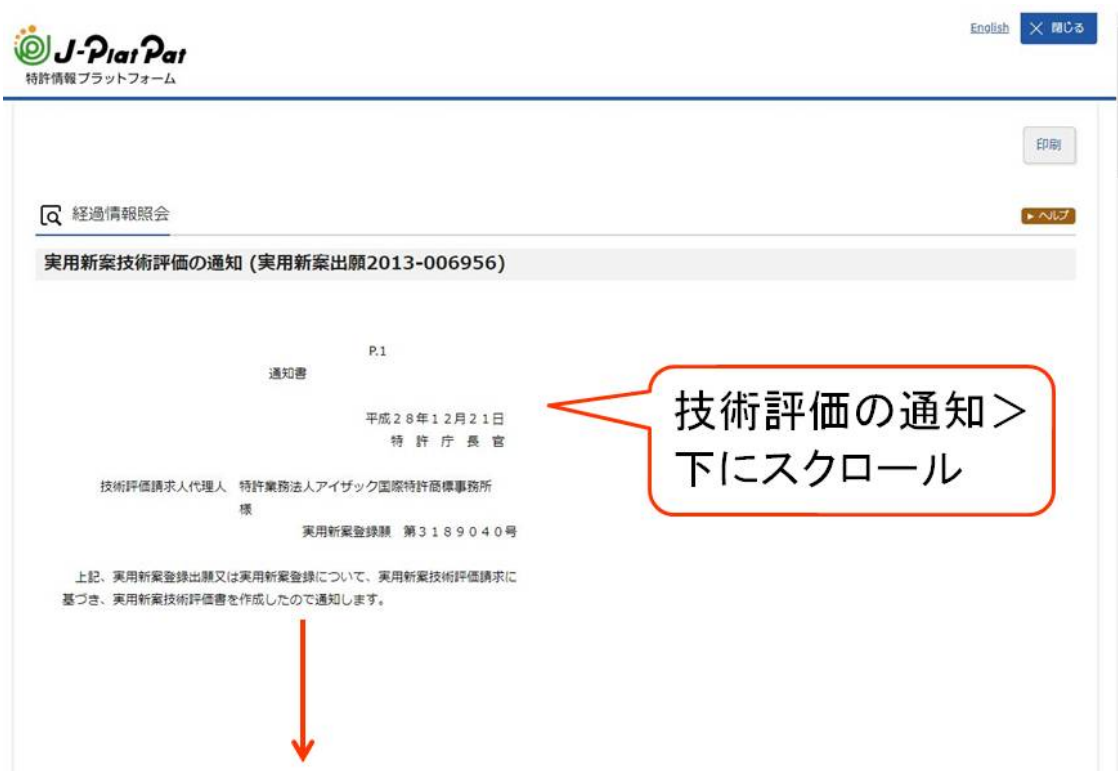 English
× 閉じる
J-PlatPat
特許情報プラットフォーム
印刷
経過情報照会
ヘルプ
実用新案技術評価の通知 (実用新案出願2013-006956)
P.1
通知書
平成28年12月21日
特 許 庁 長 官
技術評価請求人代理人 特許業務法人アイザック国際特許商標事務所
様
実用新案登録願 第3189040号
上記、実用新案登録出願又は実用新案登録について、実用新案技術評価請求に
基づき、実用新案技術評価書を作成したので通知します。
技術評価の通知＞
下にスクロール